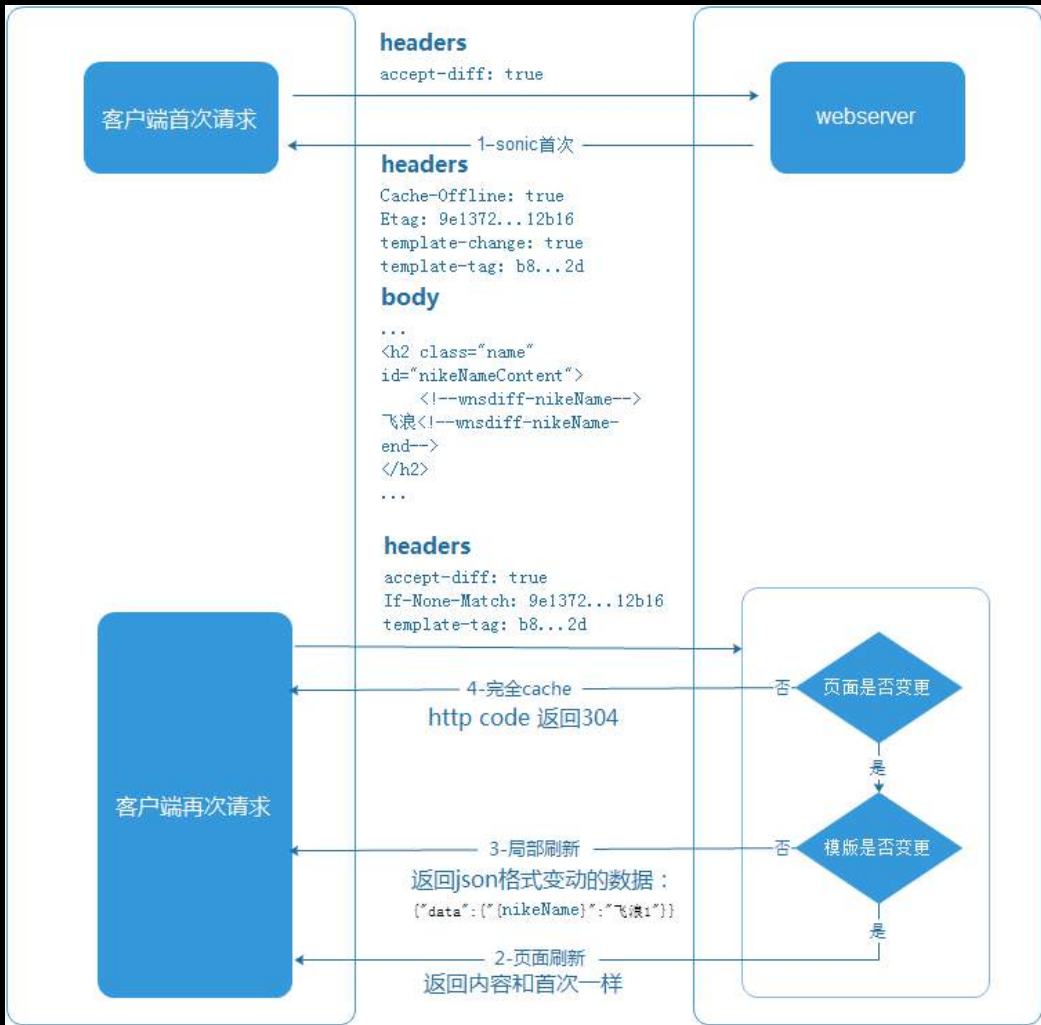 headers
accept-diff: true
客户端首次请求
webserver
1-sonic首次
headers
Cache-Offline: true
Etag: 9e1372...12b16
template-change: true
template-tag: b8...2d
body
...
<h2 class="name"
id="nikeNameContent">
<!--wnsdiff-nikeName-->
飞浪<!--wnsdiff-nikeName-
end-->
</h2>
...
headers
accept-diff: true
If-None-Match: 9e1372...12b16
template-tag: b8...2d
4-完全cache
否
页面是否变更
http code 返回304
是
客户端再次请求
3-局部刷新
否
模版是否变更
返回json格式变动的数据：
{"data":{"{nikeName}":"飞浪1"}}
是
2-页面刷新
返回内容和首次一样